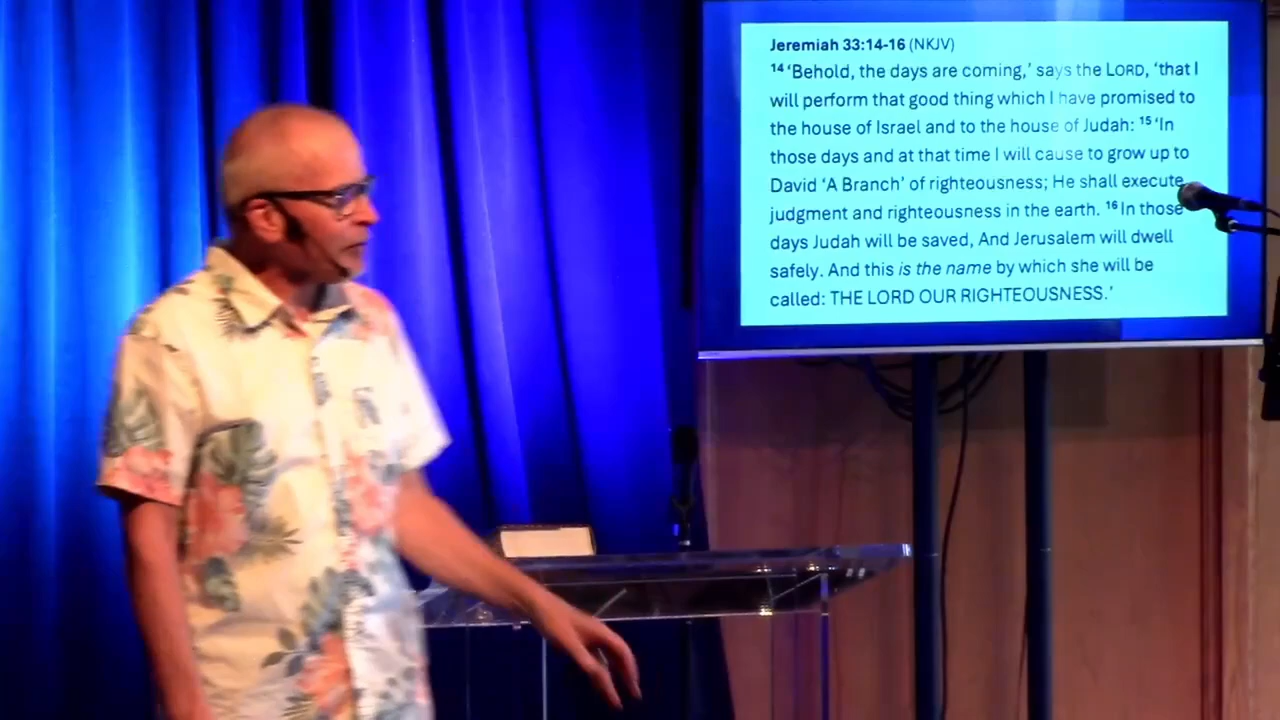 Jeremiah 33:14-16 (NKJV)
14 ‘Behold, the days are coming,’ says the LORD, ‘that I
will perform that good thing which I have promised to
the house of Israel and to the house of Judah: 15 ‘In
those days and at that time I will cause to grow up to
David ‘A Branch’ of righteousness; He shall execute
judgment and righteousness in the earth. 16 In those
days Judah will be saved, And Jerusalem will dwell
safely. And this is the name by which she will be
called: THE LORD OUR RIGHTEOUSNESS.’